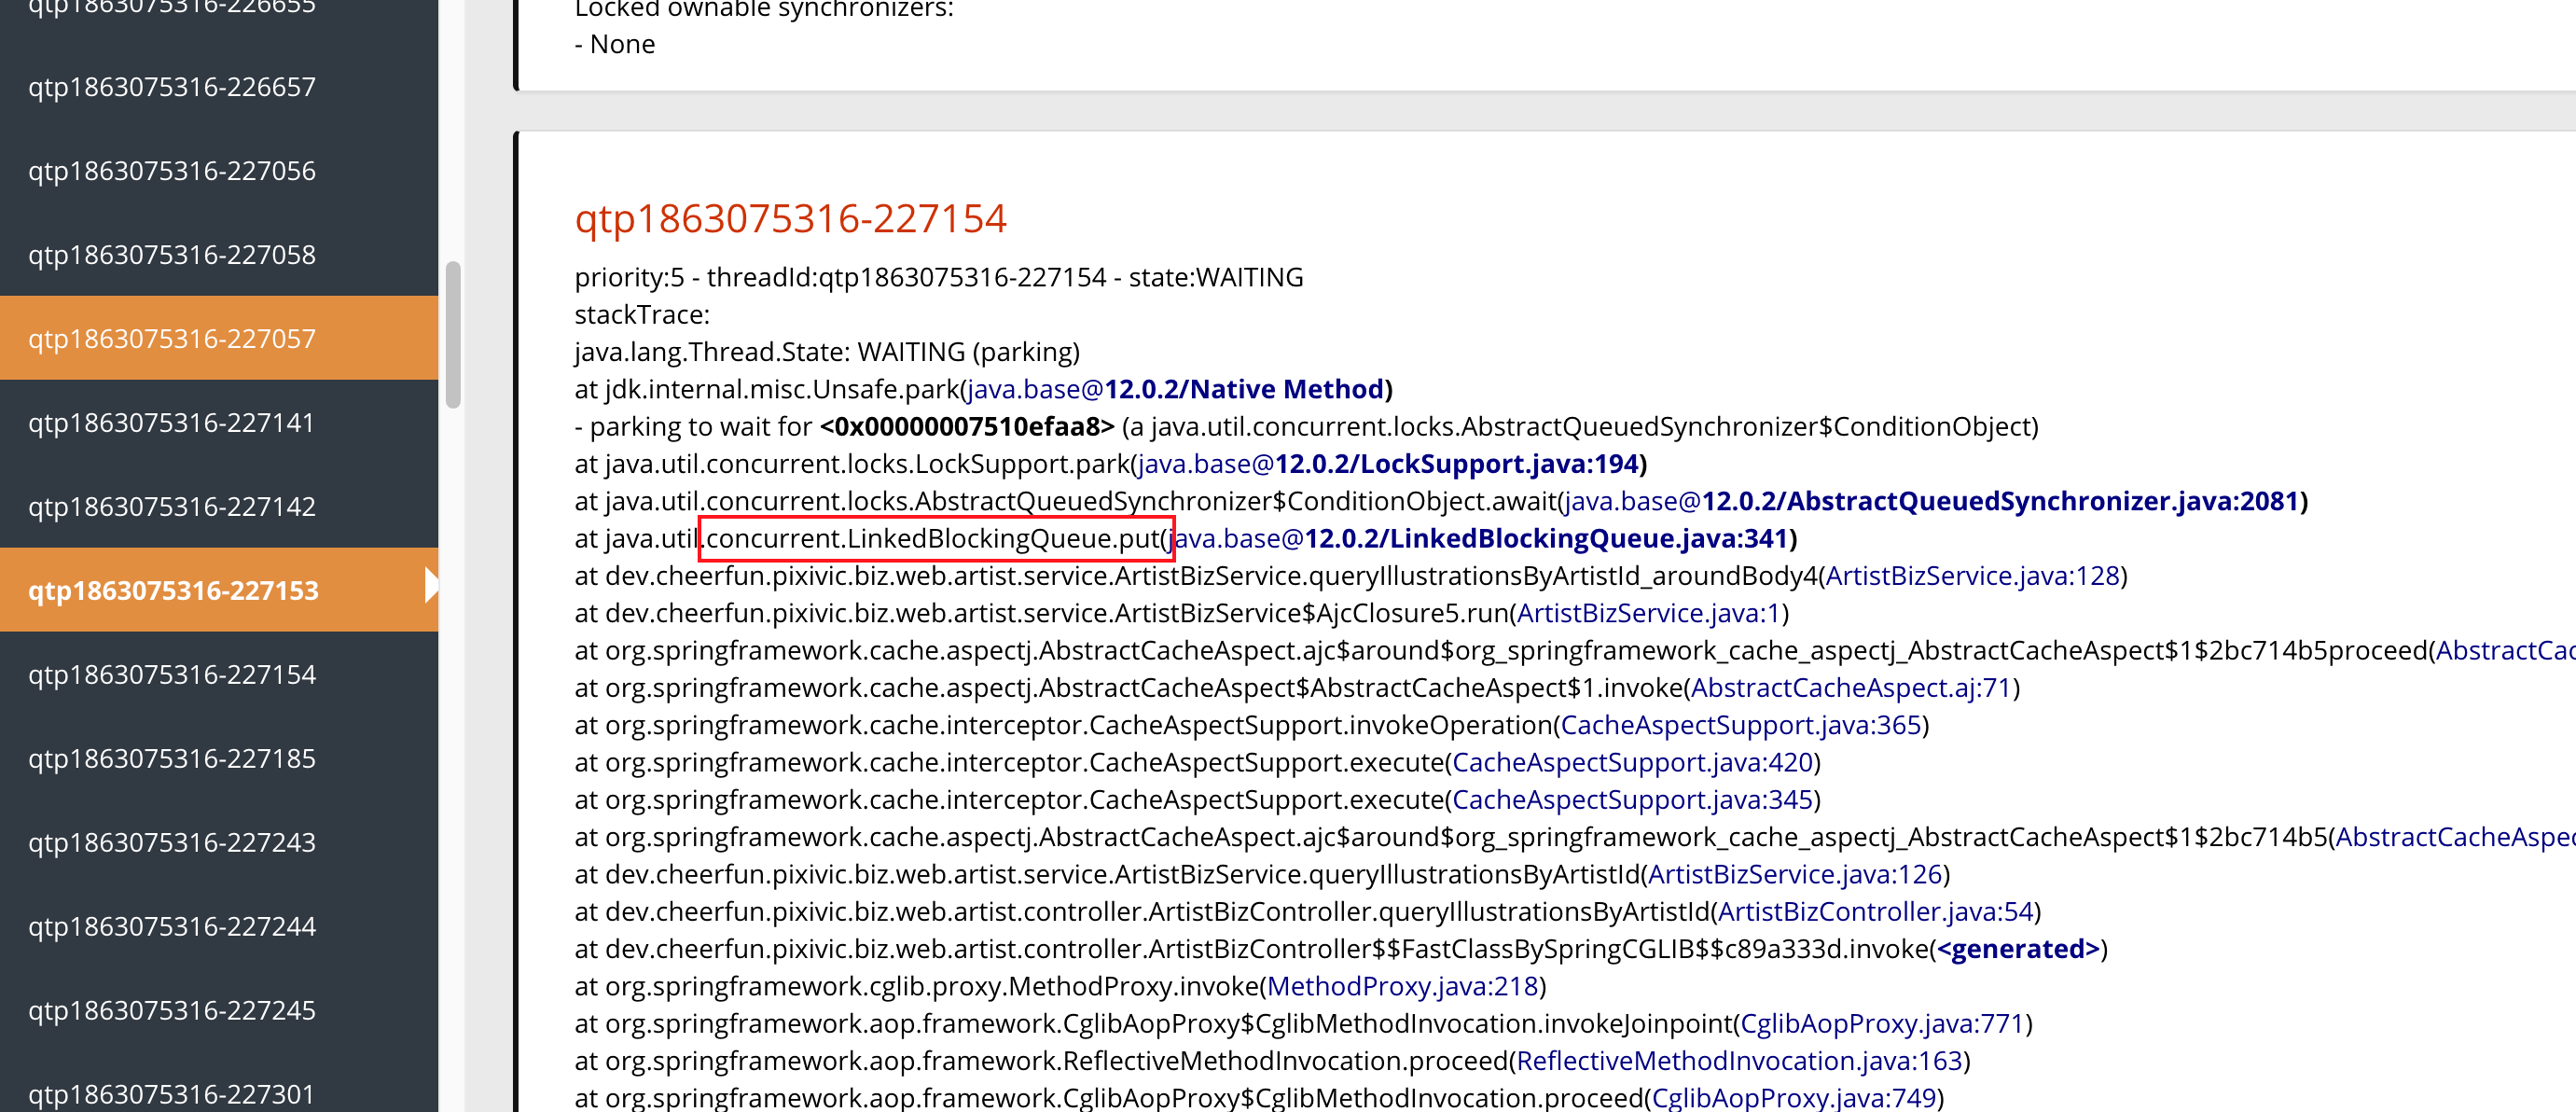 qtp1863075316-226655
qtp1863075316-226657
qtp1863075316-227056
qtp1863075316-227058
qtp1863075316-227057
qtp1863075316-227141
qtp1863075316-227142
qtp1863075316-227153
qtp1863075316-227154
qtp1863075316-227185
qtp1863075316-227243
qtp1863075316-227244
qtp1863075316-227245
qtp1863075316-227301
Locked ownable synchronizers:
- None
qtp1863075316-227154
priority:5 - threadId:qtp1863075316-227154 - state:WAITING
stackTrace:
java.lang.Thread.State: WAITING (parking)
at jdk.internal.misc.Unsafe.park(java.base@12.0.2/Native Method)
- parking to wait for <0x00000007510efaa8> (a java.util.concurrent.locks.AbstractQueuedSynchronizer$ConditionObject)
at java.util.concurrent.locks.LockSupport.park(java.base@12.0.2/LockSupport.java:194)
at java.util.concurrent.locks.AbstractQueuedSynchronizer$ConditionObject.await(java.base@12.0.2/AbstractQueuedSynchronizer.java:2081)
at java.util.concurrent.LinkedBlockingQueue.put(java.base@12.0.2/LinkedBlockingQueue.java:341)
at dev.cheerfun.pixivic.biz.web.artist.service.ArtistBizService.queryIllustrationsByArtistId_aroundBody4(ArtistBizService.java:128)
at dev.cheerfun.pixivic.biz.web.artist.service.ArtistBizService$AjcClosure5.run(ArtistBizService.java:1)
at org.springframework.cache.aspectj.AbstractCacheAspect.ajc$around$org_springframework_cache_aspectj_AbstractCacheAspect$1$2bc714b5proceed(AbstractCac
at org.springframework.cache.aspectj.AbstractCacheAspect$AbstractCacheAspect$1.invoke(AbstractCacheAspect.aj:71)
at org.springframework.cache.interceptor.CacheAspectSupport.invokeOperation(CacheAspectSupport.java:365)
at org.springframework.cache.interceptor.CacheAspectSupport.execute(CacheAspectSupport.java:420)
at org.springframework.cache.interceptor.CacheAspectSupport.execute(CacheAspectSupport.java:345)
at org.springframework.cache.aspectj.AbstractCacheAspect.ajc$around$org_springframework_cache_aspectj_AbstractCacheAspect$1$2bc714b5(AbstractCacheAspec
at dev.cheerfun.pixivic.biz.web.artist.service.ArtistBizService.queryIllustrationsByArtistId(ArtistBizService.java:126)
at dev.cheerfun.pixivic.biz.web.artist.controller.ArtistBizController.queryIllustrationsByArtistId(ArtistBizController.java:54)
at dev.cheerfun.pixivic.biz.web.artist.controller.ArtistBizController$$FastClassBySpringCGLIB$$c89a333d.invoke(<generated>)
at org.springframework.cglib.proxy.MethodProxy.invoke(MethodProxy.java:218)
at org.springframework.aop.framework.CglibAopProxy$CglibMethodInvocation.invokeJoinpoint(CglibAopProxy.java:771)
at org.springframework.aop.framework.ReflectiveMethodInvocation.proceed(ReflectiveMethodInvocation.java:163)
at org.springframework.aop.framework.CglibAopProxy$CglibMethodInvocation.proceed(CglibAopProxy.java:749)